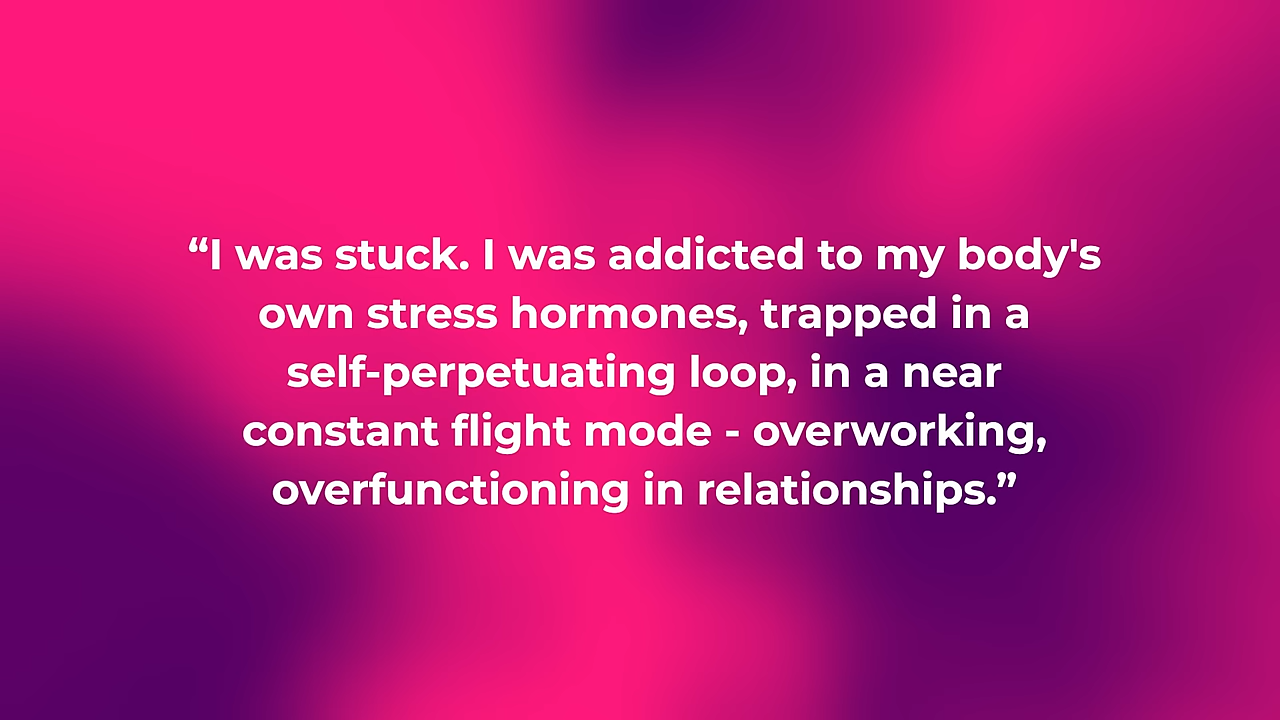 “I was stuck. I was addicted to my body's
own stress hormones, trapped in a
self-perpetuating loop, in a near
constant flight mode - overworking,
overfunctioning in relationships.”